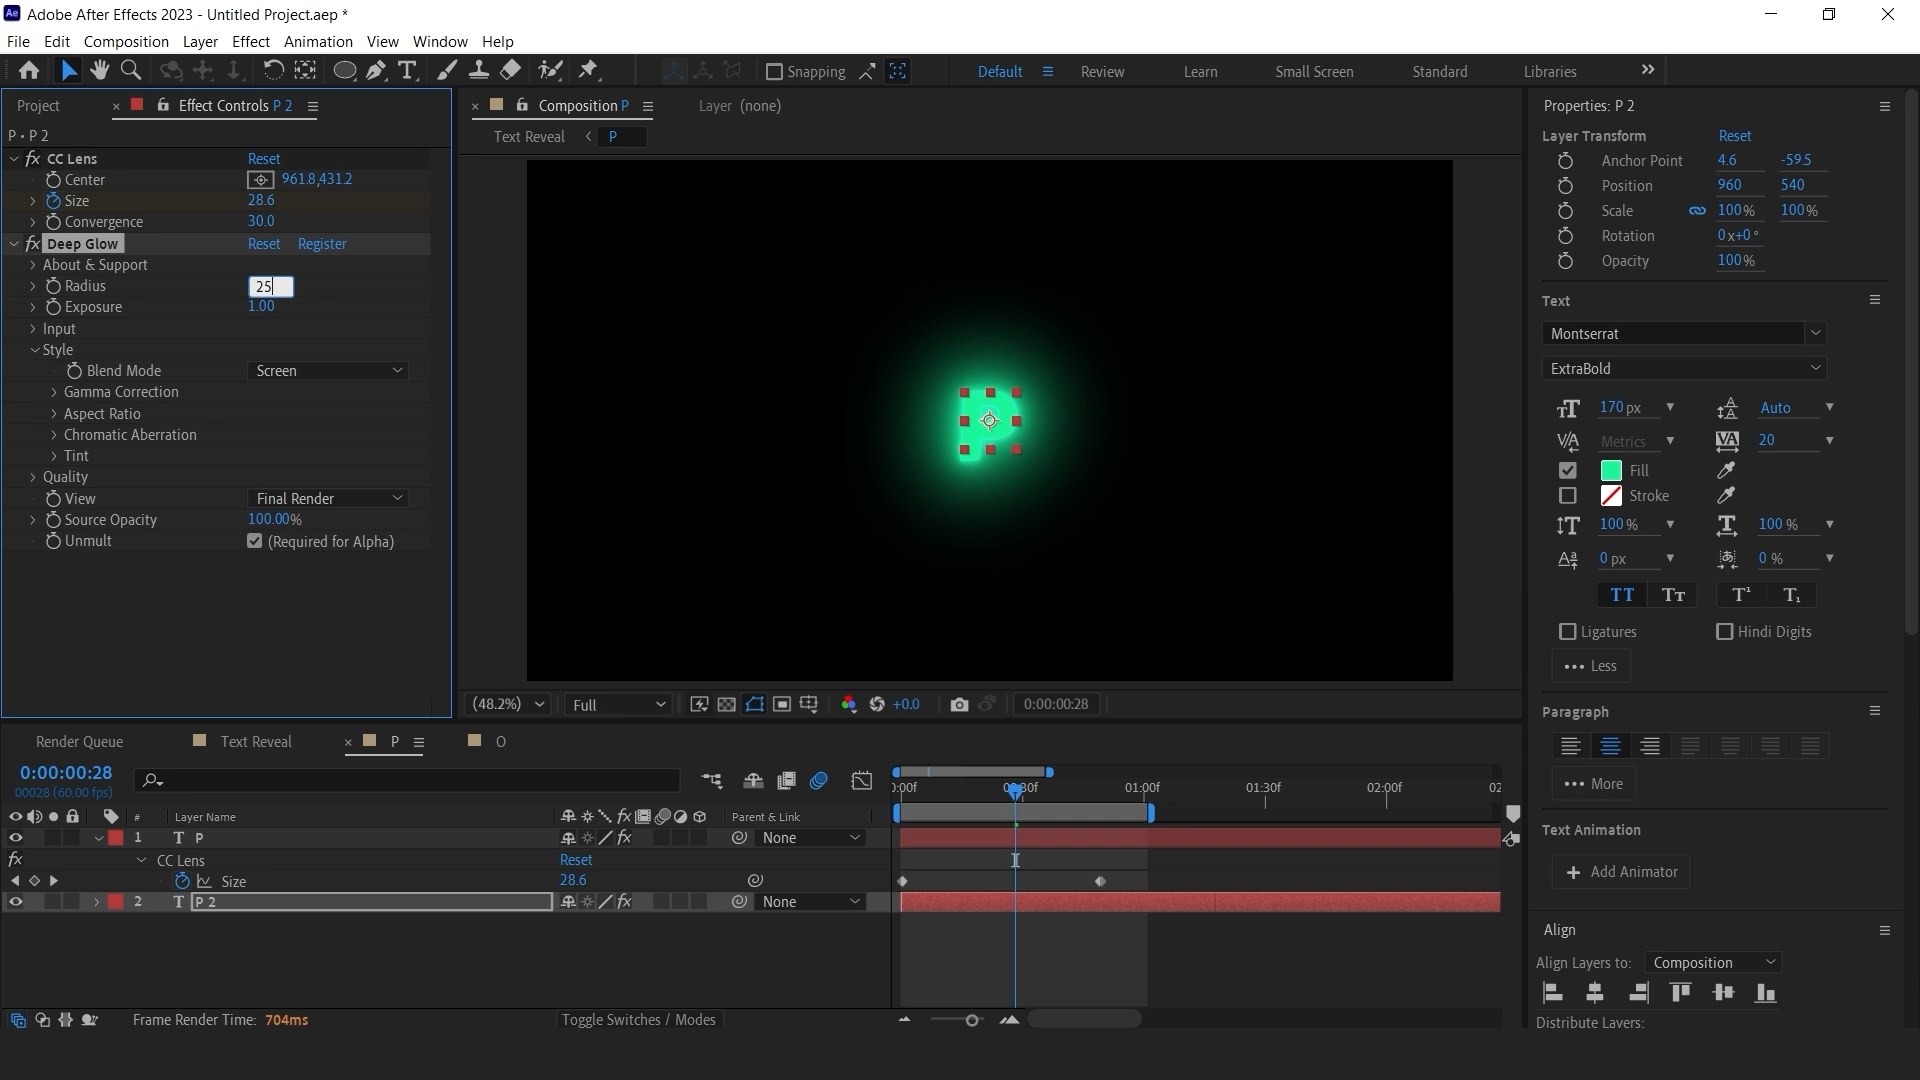 Ae Adobe After Effects 2023 - Untitled Project.aep *
File Edit Composition Layer Effect Animation View Window Help
Snapping Default Review Learn Small Screen Standard Libraries
Project Effect Controls P 2
P • P 2
fx CC Lens Reset
Center 961.8,431.2
Size 28.6
Convergence 30.0
fx Deep Glow Reset Register
About & Support
Radius 25
Exposure 1.00
Input
Style
Blend Mode Screen
Gamma Correction
Aspect Ratio
Chromatic Aberration
Tint
Quality
View Final Render
Source Opacity 100.00%
Unmult (Required for Alpha)
Composition P Layer (none)
Text Reveal < P
P
(48.2%) Full +0.0 0:00:00:28
Properties: P 2
Layer Transform Reset
Anchor Point 4.6 -59.5
Position 960 540
Scale 100% 100%
Rotation 0x+0°
Opacity 100%
Text
Montserrat
ExtraBold
170 px Auto
Metrics 20
Fill
Stroke
100 % 100 %
0 px 0 %
TT Tт T¹ T₁
Ligatures Hindi Digits
••• Less
Paragraph
••• More
Text Animation
+ Add Animator
Align
Align Layers to: Composition
Distribute Layers:
Render Queue Text Reveal P O
0:00:00:28
00028 (60.00 fps)
# Layer Name fx Parent & Link
1 T P fx None
fx CC Lens Reset
Size 28.6
2 T P 2 fx None
):00f 00:30f 01:00f 01:30f 02:00f 02
Frame Render Time: 704ms Toggle Switches / Modes